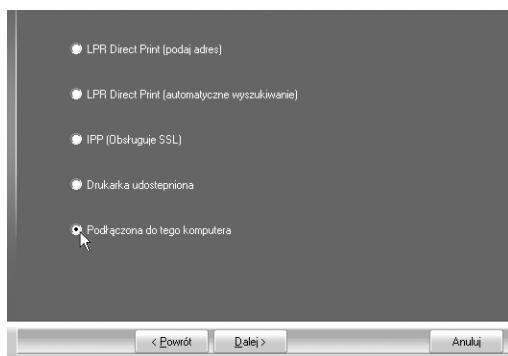 LPR Direct Print (podaj adres)
LPR Direct Print (automatyczne wyszukiwanie)
IPP (Obsługuje SSL)
Drukarka udostepniona
Podłączona do tego komputera
< Powrót Dalej > Anuluj